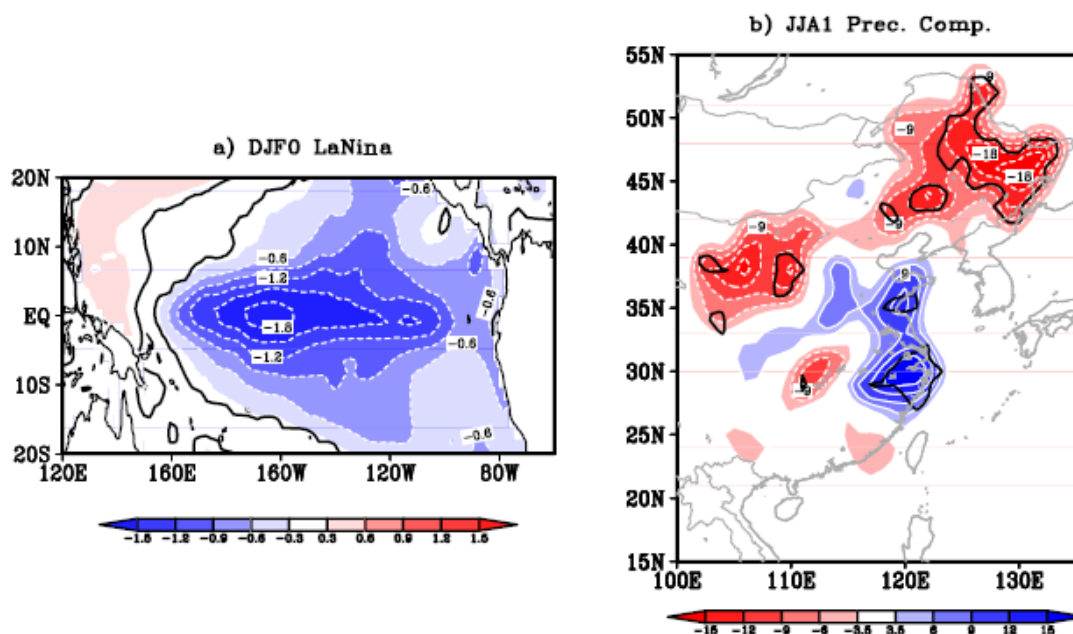 a) DJF0 LaNina
20N
10N
EQ
10S
20S
120E 160E 160W 120W 80W
-0.6
-0.6
-1.2
-0.6
-1.8
-1.2
-0.6
-0.6
-1.5 -1.2 -0.9 -0.6 -0.3 0.3 0.6 0.9 1.2 1.5
b) JJA1 Prec. Comp.
55N
50N
45N
40N
35N
30N
25N
20N
15N
100E 110E 120E 130E
9
-9
-18
-18
-9
-9
9
-9
-15 -12 -9 -6 -3.5 3.5 6 9 12 15